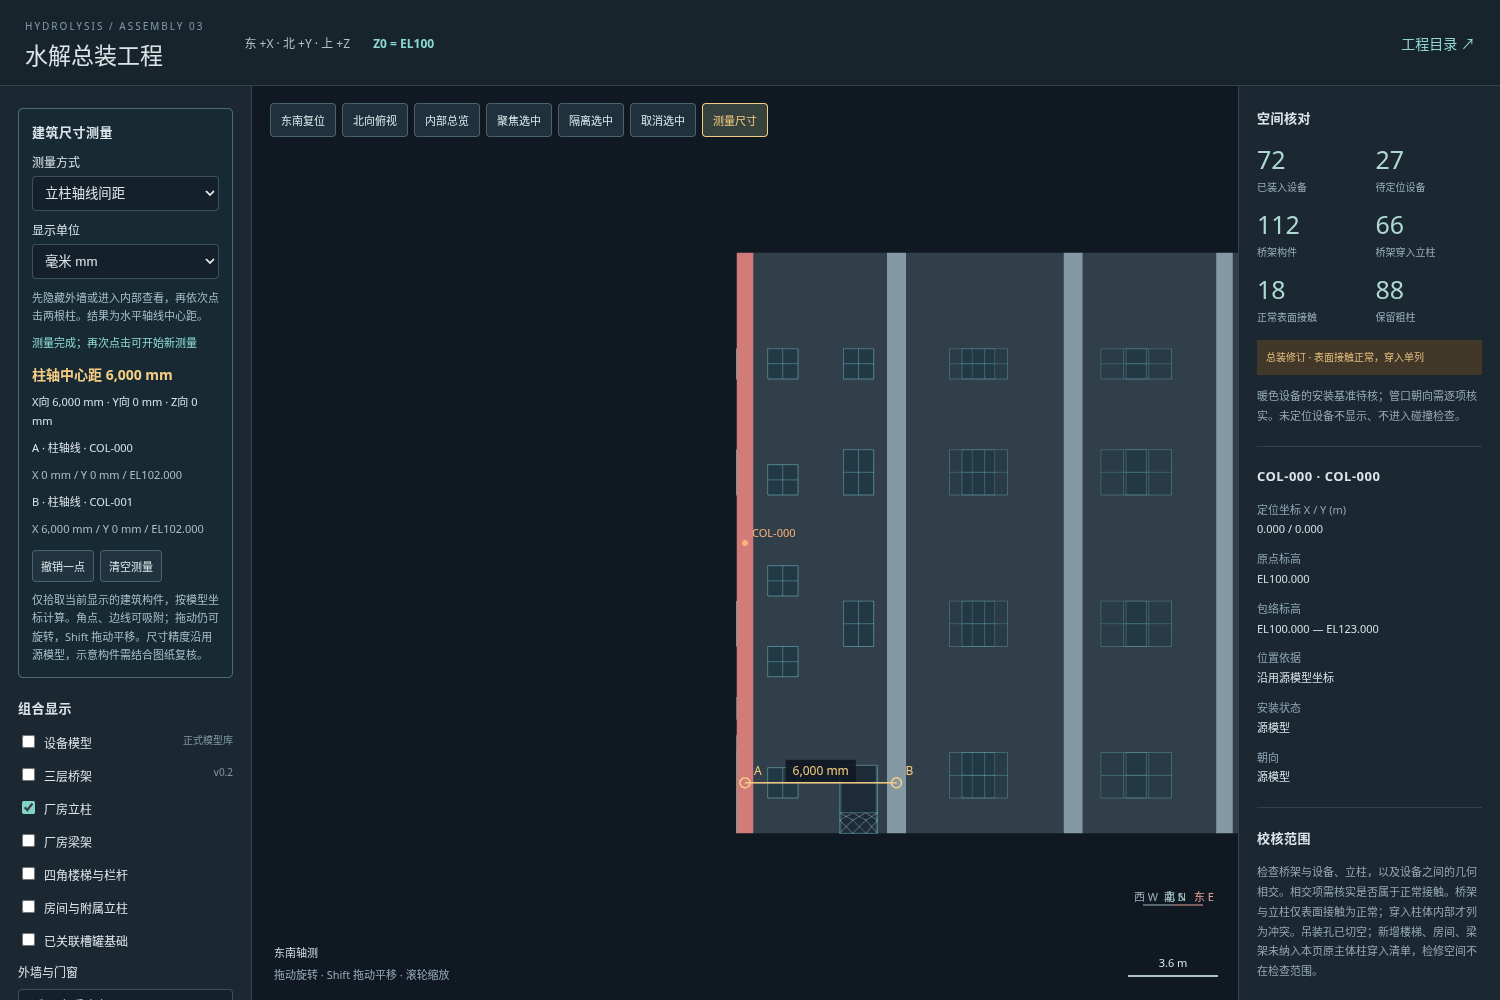 HYDROLYSIS / ASSEMBLY 03
水解总装工程
东 +X · 北 +Y · 上 +Z
Z0 = EL100
工程目录 ↗
建筑尺寸测量
测量方式
立柱轴线间距
显示单位
毫米 mm
先隐藏外墙或进入内部查看，再依次点
击两根柱。结果为水平轴线中心距。
测量完成；再次点击可开始新测量
柱轴中心距 6,000 mm
X向 6,000 mm · Y向 0 mm · Z向 0
mm
A · 柱轴线 · COL-000
X 0 mm / Y 0 mm / EL102.000
B · 柱轴线 · COL-001
X 6,000 mm / Y 0 mm / EL102.000
撤销一点
清空测量
仅拾取当前显示的建筑构件，按模型坐
标计算。角点、边线可吸附；拖动仍可
旋转，Shift 拖动平移。尺寸精度沿用
源模型，示意构件需结合图纸复核。
组合显示
设备模型
正式模型库
三层桥架
v0.2
厂房立柱
厂房梁架
四角楼梯与栏杆
房间与附属立柱
已关联槽罐基础
外墙与门窗
东南复位
北向俯视
内部总览
聚焦选中
隔离选中
取消选中
测量尺寸
COL-000
A
6,000 mm
B
西 W
东 E
东南轴测
拖动旋转 · Shift 拖动平移 · 滚轮缩放
3.6 m
空间核对
72
27
已装入设备
待定位设备
112
66
桥架构件
桥架穿入立柱
18
88
正常表面接触
保留粗柱
总装修订 · 表面接触正常，穿入单列
暖色设备的安装基准待核；管口朝向需逐项核
实。未定位设备不显示、不进入碰撞检查。
COL-000 · COL-000
定位坐标 X / Y (m)
0.000 / 0.000
原点标高
EL100.000
包络标高
EL100.000 — EL123.000
位置依据
沿用源模型坐标
安装状态
源模型
朝向
源模型
校核范围
检查桥架与设备、立柱，以及设备之间的几何
相交。相交项需核实是否属于正常接触。桥架
与立柱仅表面接触为正常；穿入柱体内部才列
为冲突。吊装孔已切空；新增楼梯、房间、梁
架未纳入本页原主体柱穿入清单，检修空间不
在检查范围。